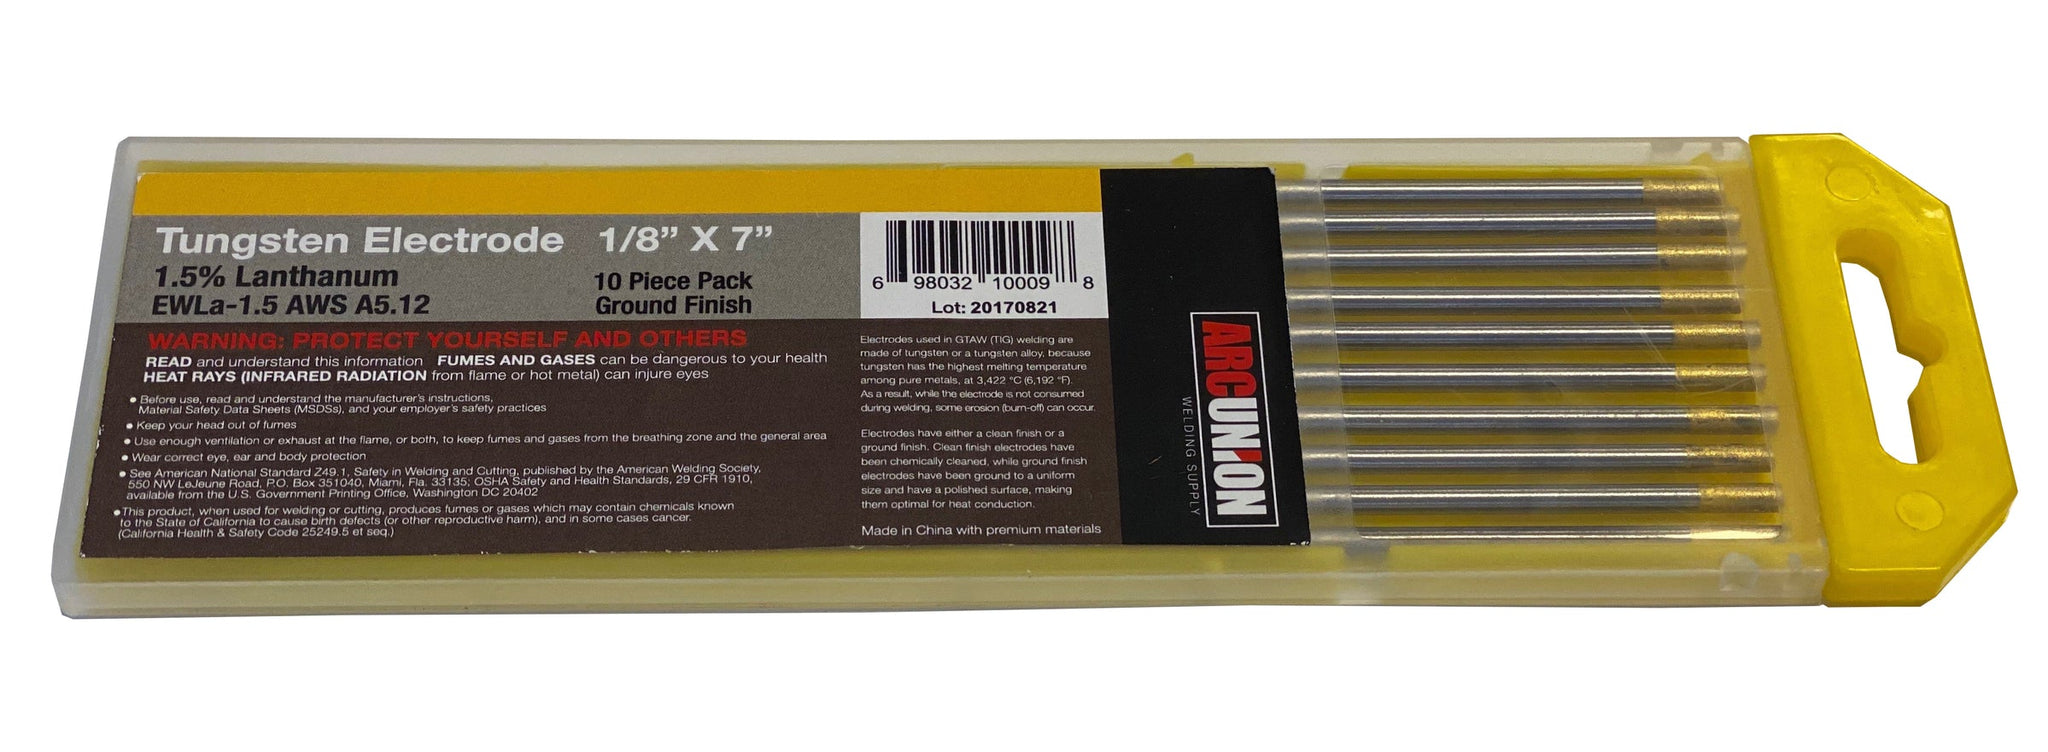 Tungsten Electrode 1/8” X 7”
1.5% Lanthanum
EWLa-1.5 AWS A5.12
10 Piece Pack
Ground Finish
6 98032 10009 8
Lot: 20170821
WARNING: PROTECT YOURSELF AND OTHERS
READ and understand this information FUMES AND GASES can be dangerous to your health
HEAT RAYS (INFRARED RADIATION from flame or hot metal) can injure eyes
• Before use, read and understand the manufacturer's instructions,
Material Safety Data Sheets (MSDSs), and your employer's safety practices
• Keep your head out of fumes
• Use enough ventilation or exhaust at the flame, or both, to keep fumes and gases from the breathing zone and the general area
• Wear correct eye, ear and body protection
• See American National Standard Z49.1, Safety in Welding and Cutting, published by the American Welding Society,
550 NW LeJeune Road, P.O. Box 351040, Miami, Fla. 33135; OSHA Safety and Health Standards, 29 CFR 1910,
available from the U.S. Government Printing Office, Washington DC 20402
• This product, when used for welding or cutting, produces fumes or gases which may contain chemicals known
to the State of California to cause birth defects (or other reproductive harm), and in some cases cancer.
(California Health & Safety Code 25249.5 et seq.)
Electrodes used in GTAW (TIG) welding are
made of tungsten or a tungsten alloy, because
tungsten has the highest melting temperature
among pure metals, at 3,422 °C (6,192 °F).
As a result, while the electrode is not consumed
during welding, some erosion (burn-off) can occur.
Electrodes have either a clean finish or a
ground finish. Clean finish electrodes have
been chemically cleaned, while ground finish
electrodes have been ground to a uniform
size and have a polished surface, making
them optimal for heat conduction.
Made in China with premium materials
ARCUNION
WELDING SUPPLY